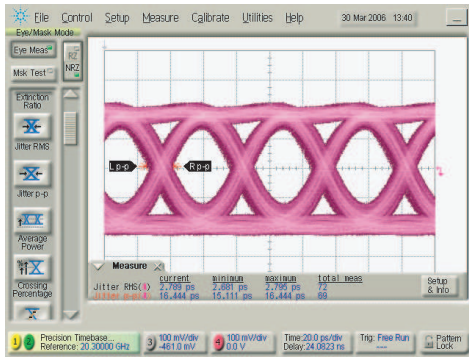 File Control Setup Measure Calibrate Utilities Help 30 Mar 2006 13:40
Eye/Mask Mode
Eye Meas
RZ
NRZ
Msk Test
Extinction Ratio
Jitter RMS
Jitter p-p
Average Power
Crossing Percentage
L p-p
R p-p
Measure
current minimum maximum total meas
Jitter RMS( 2.789 ps 2.681 ps 2.795 ps 72
Jitter p-p( 16.444 ps 15.111 ps 16.444 ps 69
Setup & Info
Precision Timebase...
Reference: 20.30000 GHz
3 100 mV/div
-461.0 mV
4 100 mV/div
0.0 V
Time:20.0 ps/div
Delay:24.0823 ns
Trig: Free Run
Pattern Lock